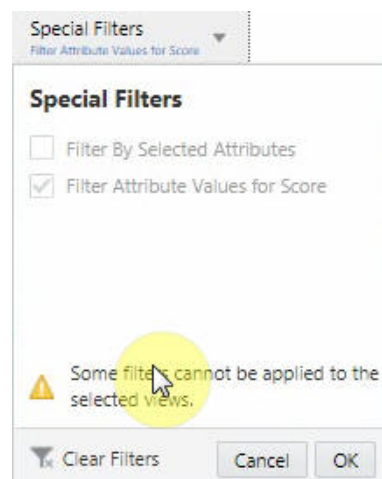 Special Filters
Filter Attribute Values for Score
Special Filters
Filter By Selected Attributes
Filter Attribute Values for Score
Some filters cannot be applied to the
selected views.
Clear Filters Cancel OK